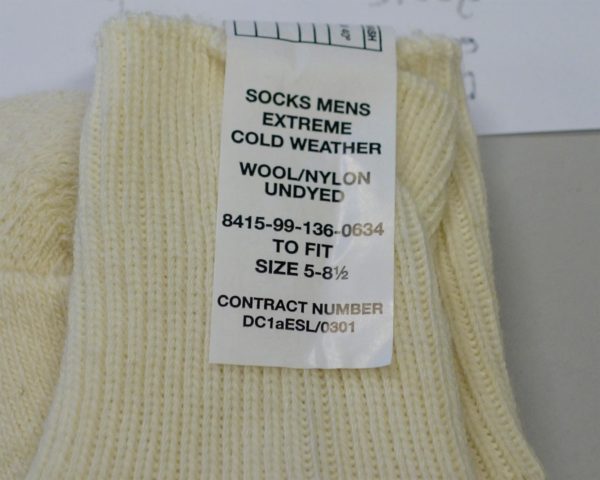 SOCKS MENS
EXTREME
COLD WEATHER
WOOL/NYLON
UNDYED
8415-99-136-0634
TO FIT
SIZE 5-8½
CONTRACT NUMBER
DC1aESL/0301